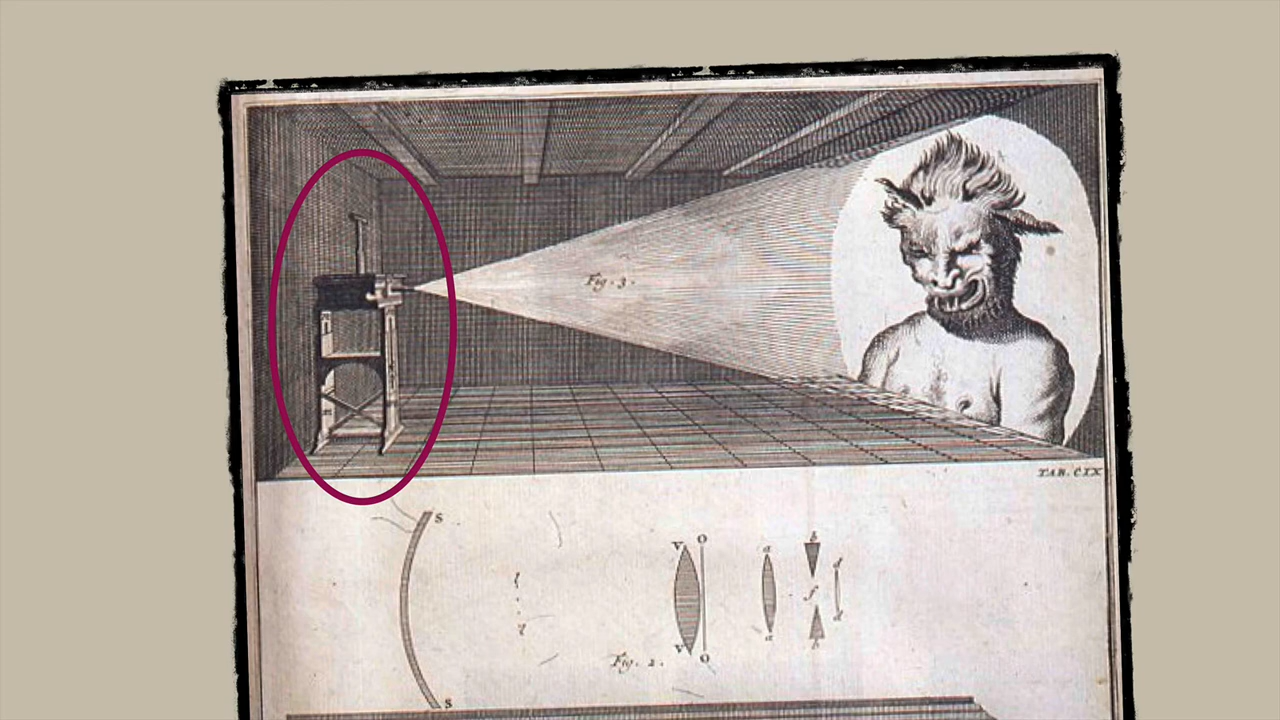 Fig. 3.
TAB. CIX
S
V O a b d
f
V O a b d
Fig. 2.
S